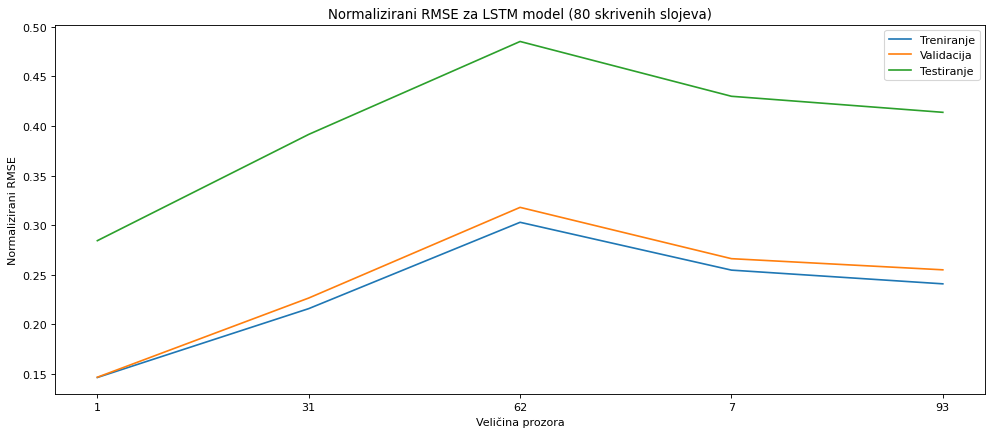 Normalizirani RMSE za LSTM model (80 skrivenih slojeva)
0.50
0.45
0.40
0.35
0.30
0.25
0.20
0.15
Normalizirani RMSE
Treniranje
Validacija
Testiranje
1 31 62 7 93
Veličina prozora